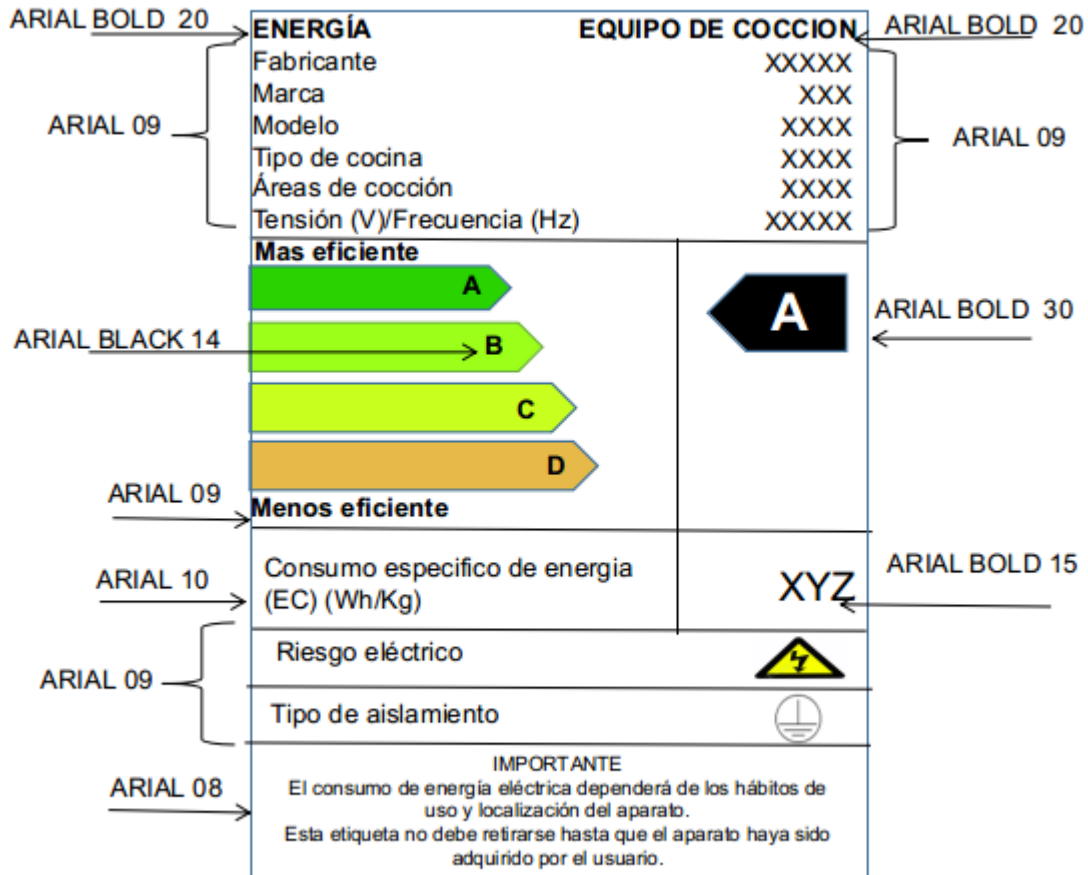 ARIAL BOLD 20
ENERGÍA EQUIPO DE COCCION
ARIAL BOLD 20
Fabricante XXXXX
Marca XXX
ARIAL 09
Modelo XXXX
ARIAL 09
Tipo de cocina XXXX
Áreas de cocción XXXX
Tensión (V)/Frecuencia (Hz) XXXXX
Mas eficiente
A
A
ARIAL BOLD 30
ARIAL BLACK 14
B
C
D
ARIAL 09
Menos eficiente
ARIAL 10
Consumo especifico de energia
(EC) (Wh/Kg)
XYZ
ARIAL BOLD 15
Riesgo eléctrico
ARIAL 09
Tipo de aislamiento
IMPORTANTE
ARIAL 08
El consumo de energía eléctrica dependerá de los hábitos de
uso y localización del aparato.
Esta etiqueta no debe retirarse hasta que el aparato haya sido
adquirido por el usuario.